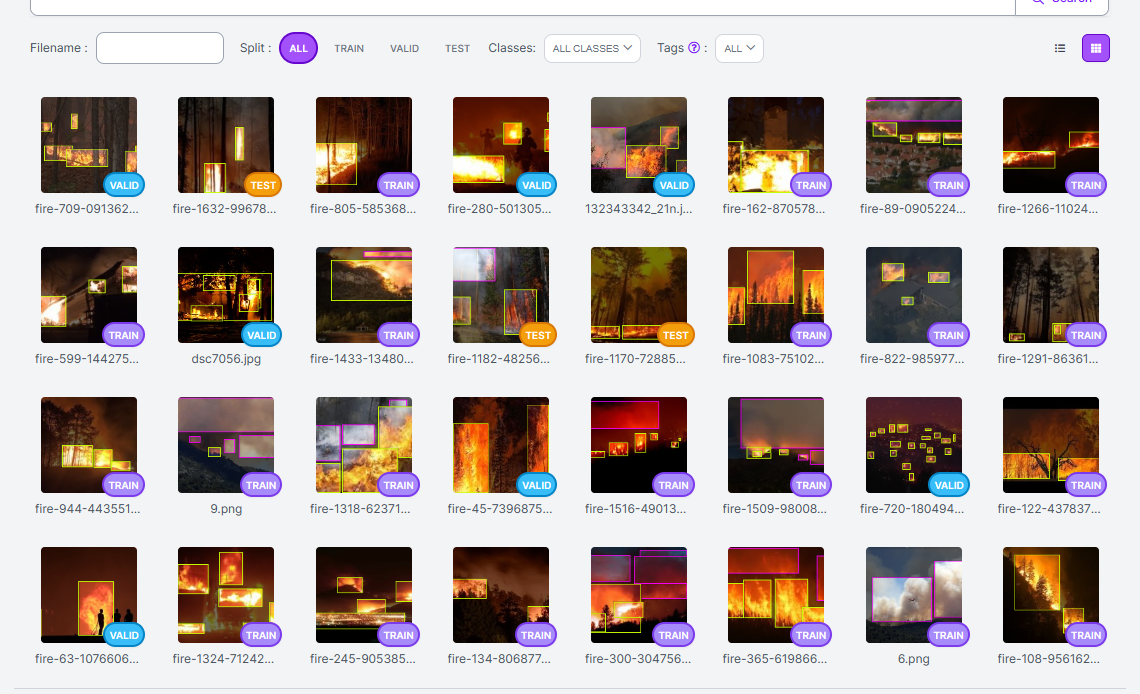 Search
Filename : Split : ALL TRAIN VALID TEST Classes: ALL CLASSES Tags ? : ALL
VALID TEST TRAIN VALID VALID TRAIN TRAIN TRAIN
fire-709-091362... fire-1632-99678... fire-805-585368... fire-280-501305... 132343342_21n.j... fire-162-870578... fire-89-0905224... fire-1266-11024...
TRAIN VALID TRAIN TEST TEST TRAIN TRAIN TRAIN
fire-599-144275... dsc7056.jpg fire-1433-13480... fire-1182-48256... fire-1170-72885... fire-1083-75102... fire-822-985977... fire-1291-86361...
TRAIN TRAIN TRAIN VALID TRAIN TRAIN VALID TRAIN
fire-944-443551... 9.png fire-1318-62371... fire-45-7396875... fire-1516-49013... fire-1509-98008... fire-720-180494... fire-122-437837...
VALID TRAIN TRAIN TRAIN TRAIN TRAIN TRAIN TRAIN
fire-63-1076606... fire-1324-71242... fire-245-905385... fire-134-806877... fire-300-304756... fire-365-619866... 6.png fire-108-956162...